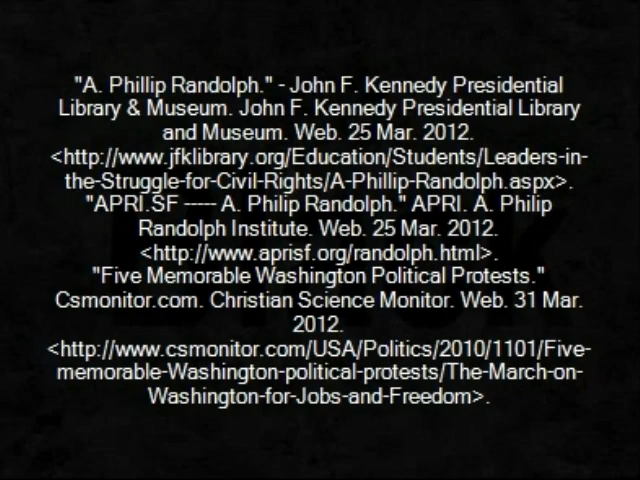 "A. Phillip Randolph." - John F. Kennedy Presidential
Library & Museum. John F. Kennedy Presidential Library
and Museum. Web. 25 Mar. 2012.
<http://www.jfklibrary.org/Education/Students/Leaders-in-
the-Struggle-for-Civil-Rights/A-Phillip-Randolph.aspx>.
"APRI.SF ----- A. Philip Randolph." APRI. A. Philip
Randolph Institute. Web. 25 Mar. 2012.
<http://www.aprisf.org/randolph.html>.
"Five Memorable Washington Political Protests."
Csmonitor.com. Christian Science Monitor. Web. 31 Mar.
2012.
<http://www.csmonitor.com/USA/Politics/2010/1101/Five-
memorable-Washington-political-protests/The-March-on-
Washington-for-Jobs-and-Freedom>.